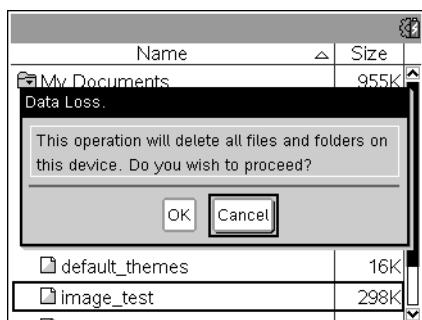 Name Size
My Documents 955K
Data Loss.
This operation will delete all files and folders on
this device. Do you wish to proceed?
OK Cancel
default_themes 16K
image_test 298K